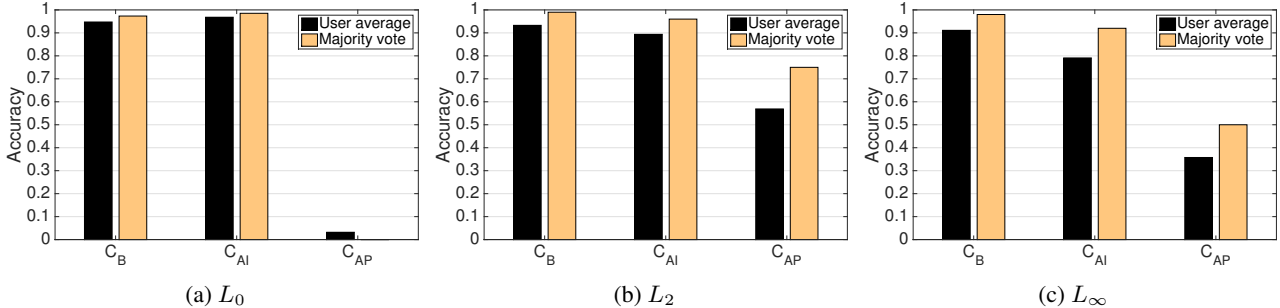 1
0.9
0.8
0.7
0.6
0.5
0.4
0.3
0.2
0.1
0
Accuracy
User average
Majority vote
C_B
C_AI
C_AP
(a) L_0
1
0.9
0.8
0.7
0.6
0.5
0.4
0.3
0.2
0.1
0
Accuracy
User average
Majority vote
C_B
C_AI
C_AP
(b) L_2
1
0.9
0.8
0.7
0.6
0.5
0.4
0.3
0.2
0.1
0
Accuracy
User average
Majority vote
C_B
C_AI
C_AP
(c) L_∞